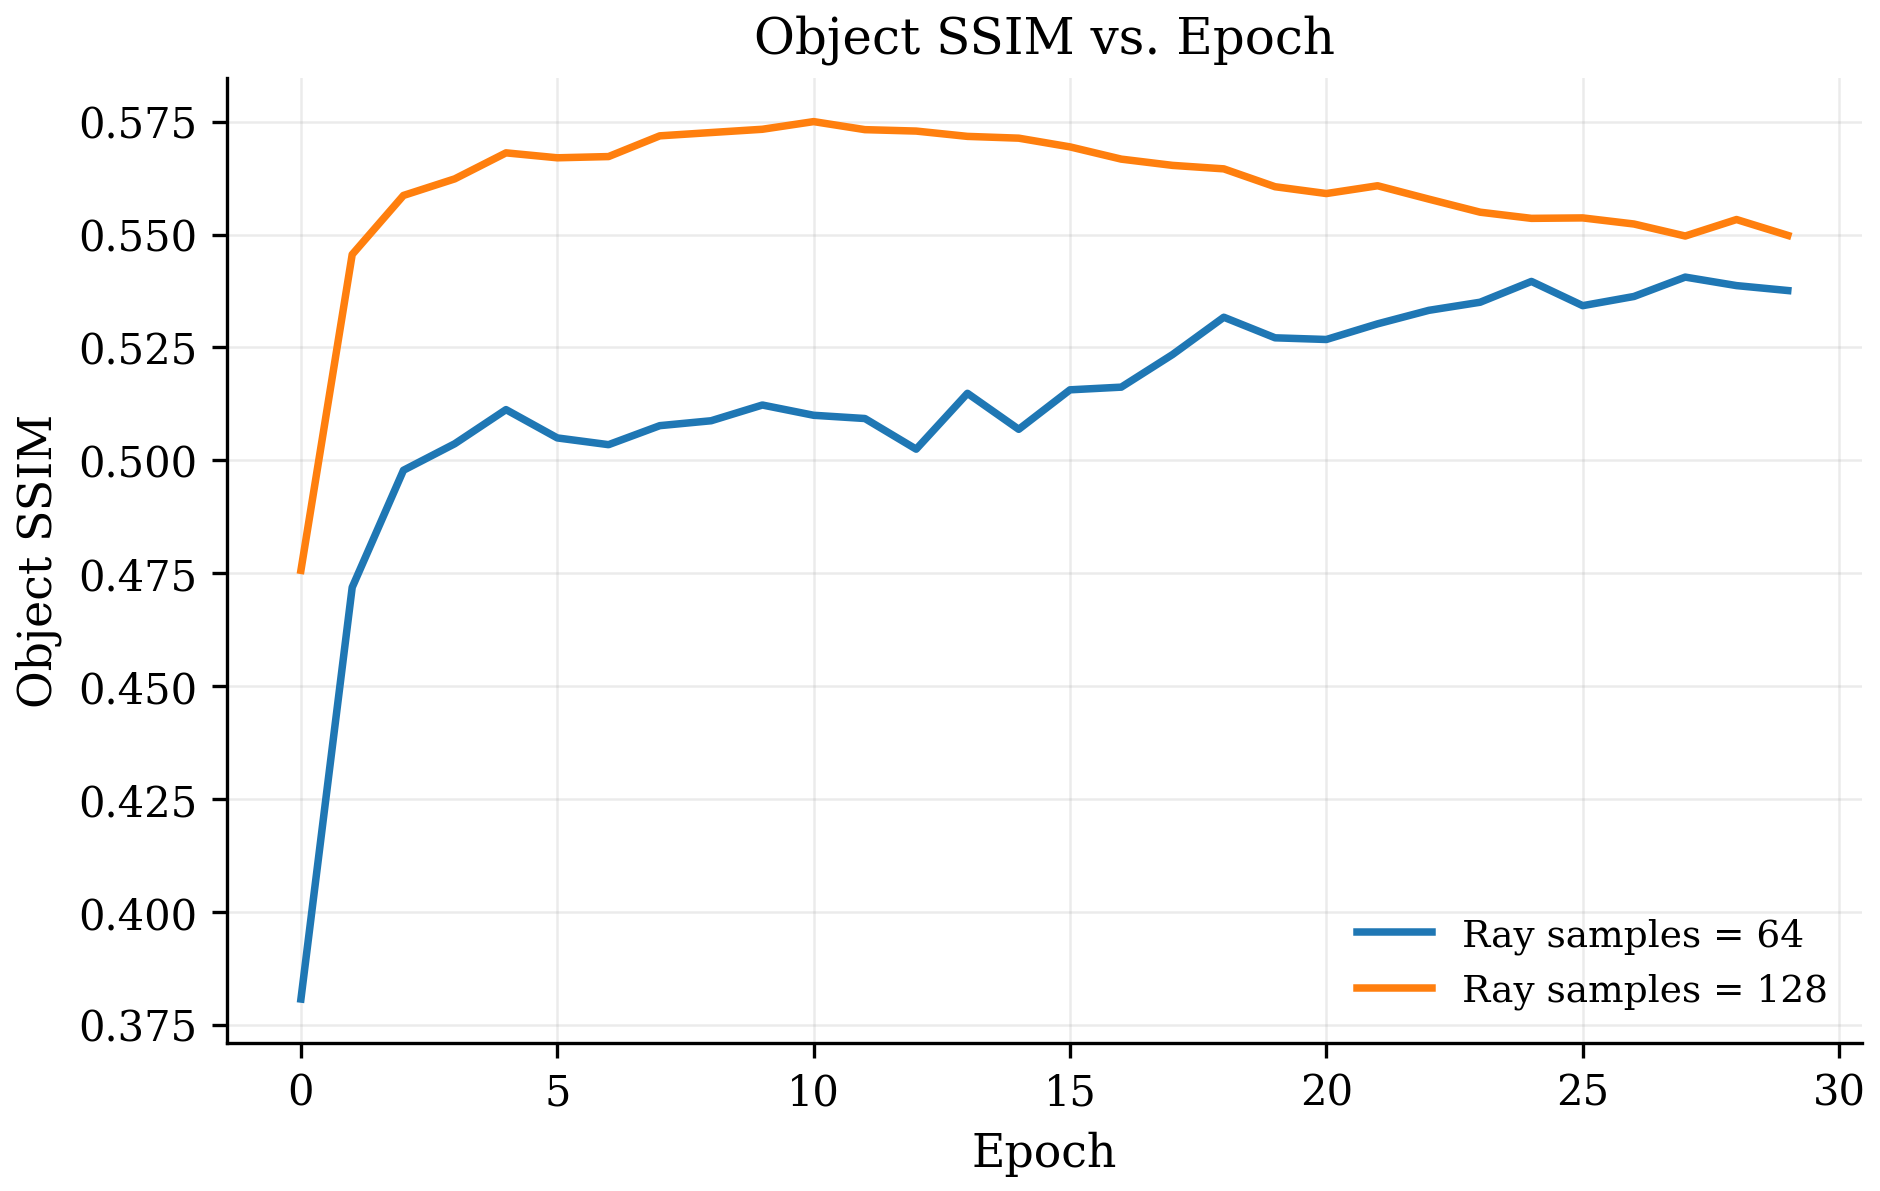 Object SSIM vs. Epoch
Object SSIM
0.575
0.550
0.525
0.500
0.475
0.450
0.425
0.400
0.375
Ray samples = 64
Ray samples = 128
0 5 10 15 20 25 30
Epoch